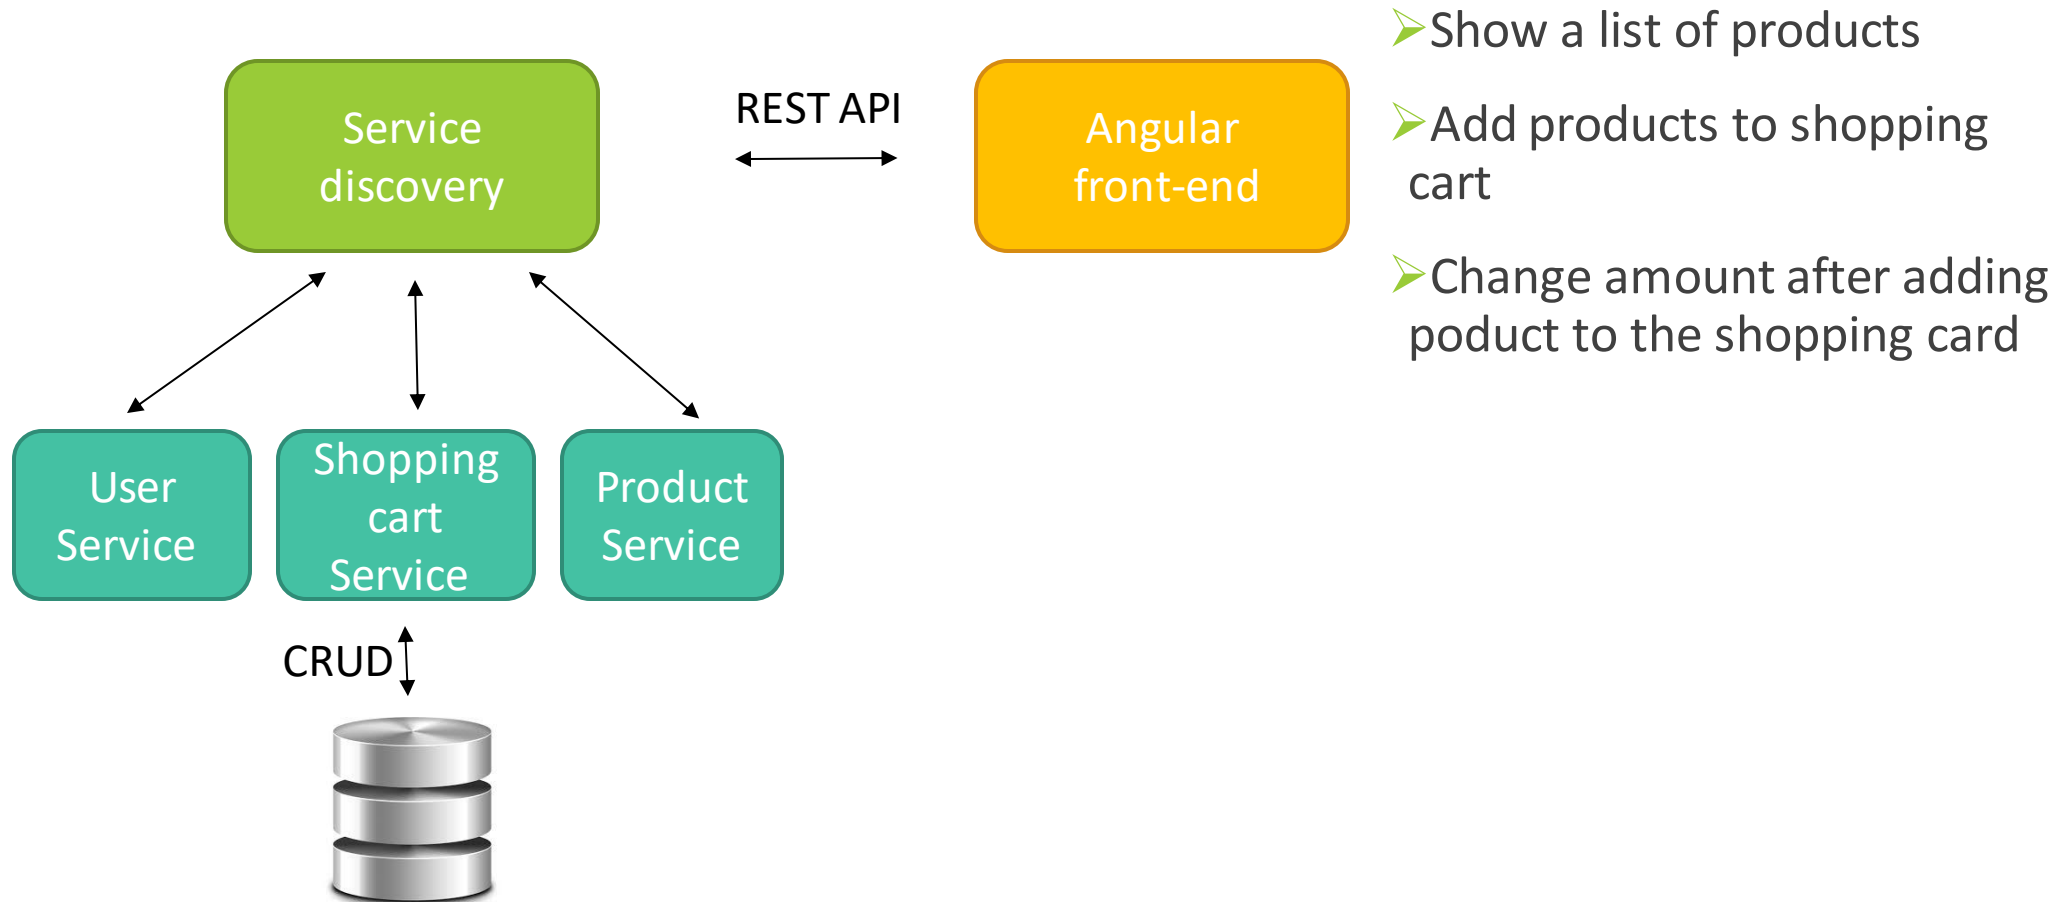 Service
discovery
REST API
Angular
front-end
Show a list of products
Add products to shopping
cart
Change amount after adding
poduct to the shopping card
User
Service
Shopping
cart
Service
Product
Service
CRUD